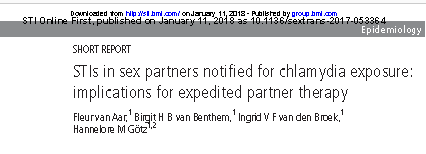 Downloaded from http://sti.bmj.com/ on January 11, 2018 - Published by group.bmj.com
STI Online First, published on January 11, 2018 as 10.1136/sextrans-2017-053364
Epidemiology
SHORT REPORT
STIs in sex partners notified for chlamydia exposure:
implications for expedited partner therapy
Fleur van Aar,1 Birgit H B van Benthem,1 Ingrid V F van den Broek,1
Hannelore M Götz1,2